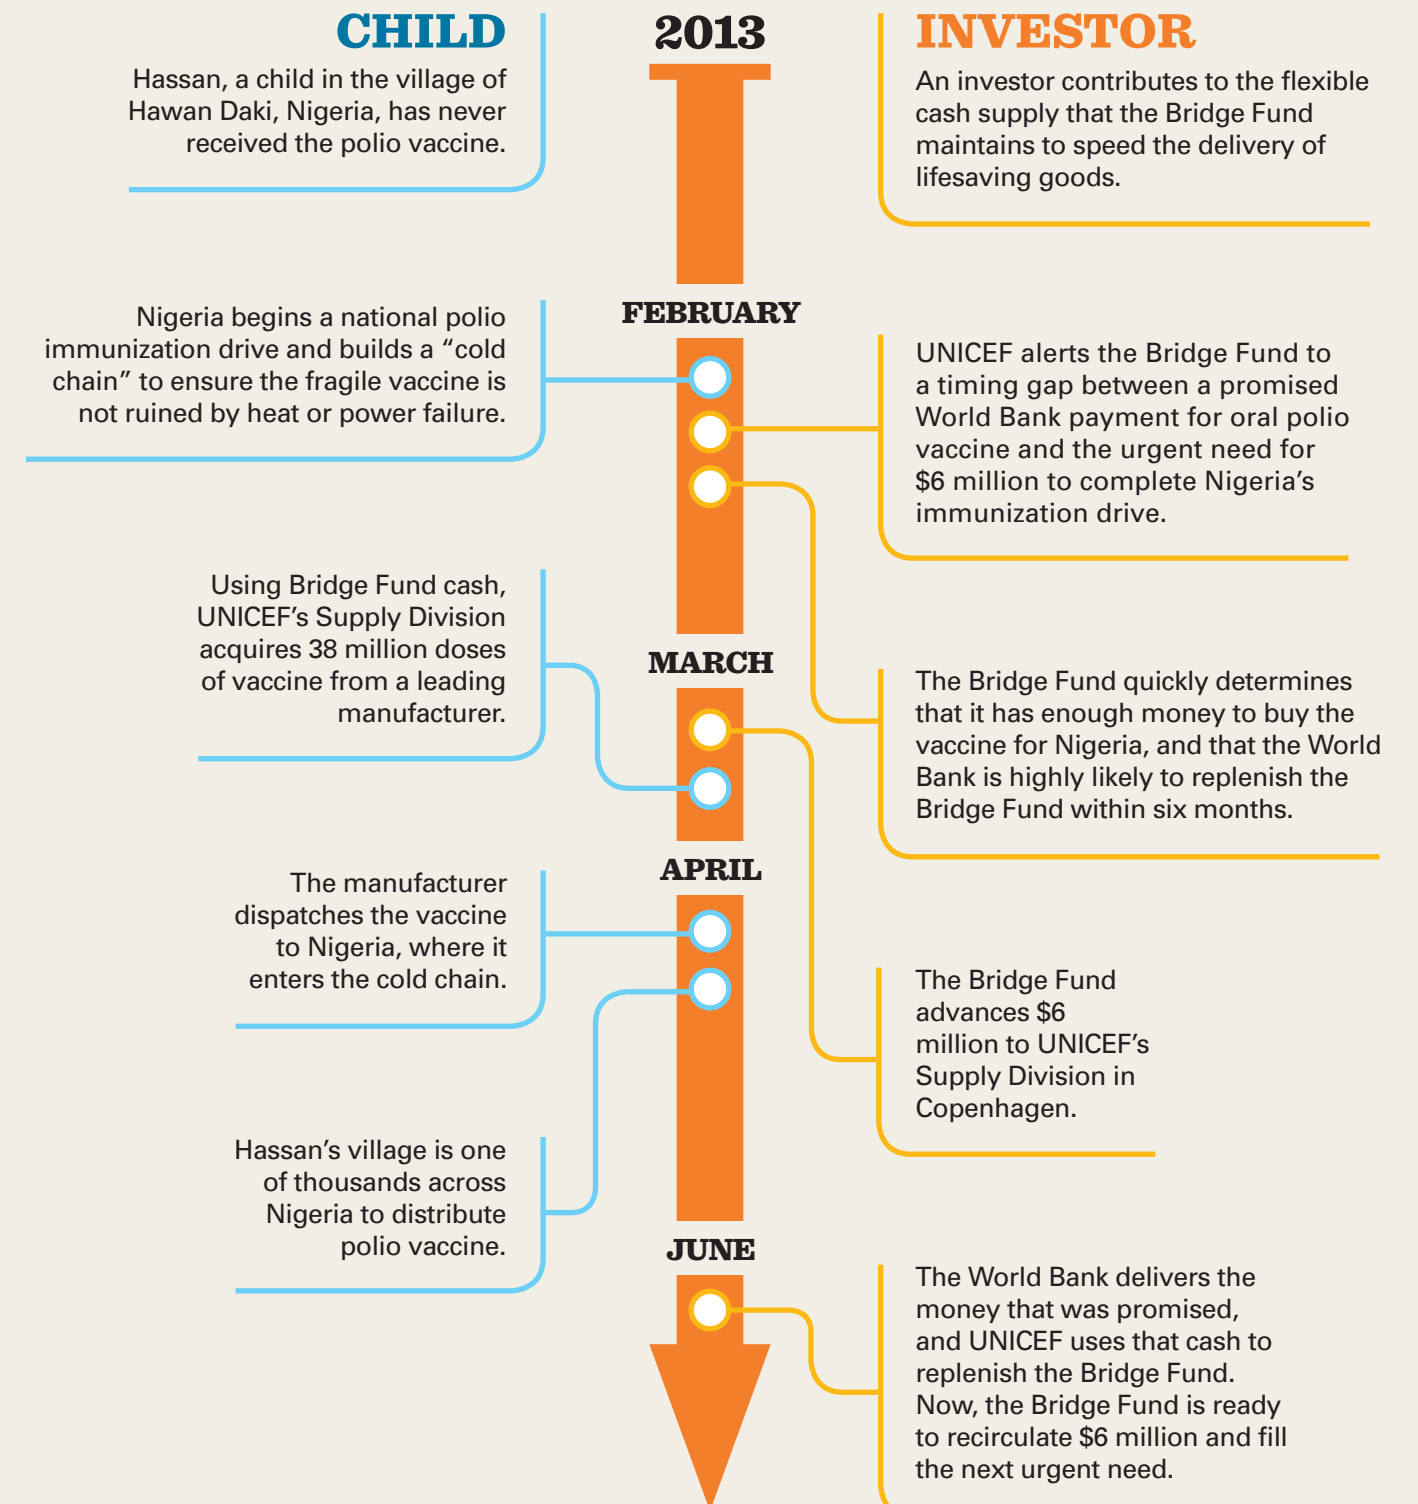 CHILD
Hassan, a child in the village of
Hawan Daki, Nigeria, has never
received the polio vaccine.
2013
INVESTOR
An investor contributes to the flexible
cash supply that the Bridge Fund
maintains to speed the delivery of
lifesaving goods.
FEBRUARY
Nigeria begins a national polio
immunization drive and builds a “cold
chain” to ensure the fragile vaccine is
not ruined by heat or power failure.
UNICEF alerts the Bridge Fund to
a timing gap between a promised
World Bank payment for oral polio
vaccine and the urgent need for
$6 million to complete Nigeria’s
immunization drive.
The Bridge Fund quickly determines
that it has enough money to buy the
vaccine for Nigeria, and that the World
Bank is highly likely to replenish the
Bridge Fund within six months.
MARCH
Using Bridge Fund cash,
UNICEF’s Supply Division
acquires 38 million doses
of vaccine from a leading
manufacturer.
The Bridge Fund
advances $6
million to UNICEF’s
Supply Division in
Copenhagen.
APRIL
The manufacturer
dispatches the vaccine
to Nigeria, where it
enters the cold chain.
Hassan’s village is one
of thousands across
Nigeria to distribute
polio vaccine.
JUNE
The World Bank delivers the
money that was promised,
and UNICEF uses that cash to
replenish the Bridge Fund.
Now, the Bridge Fund is ready
to recirculate $6 million and fill
the next urgent need.